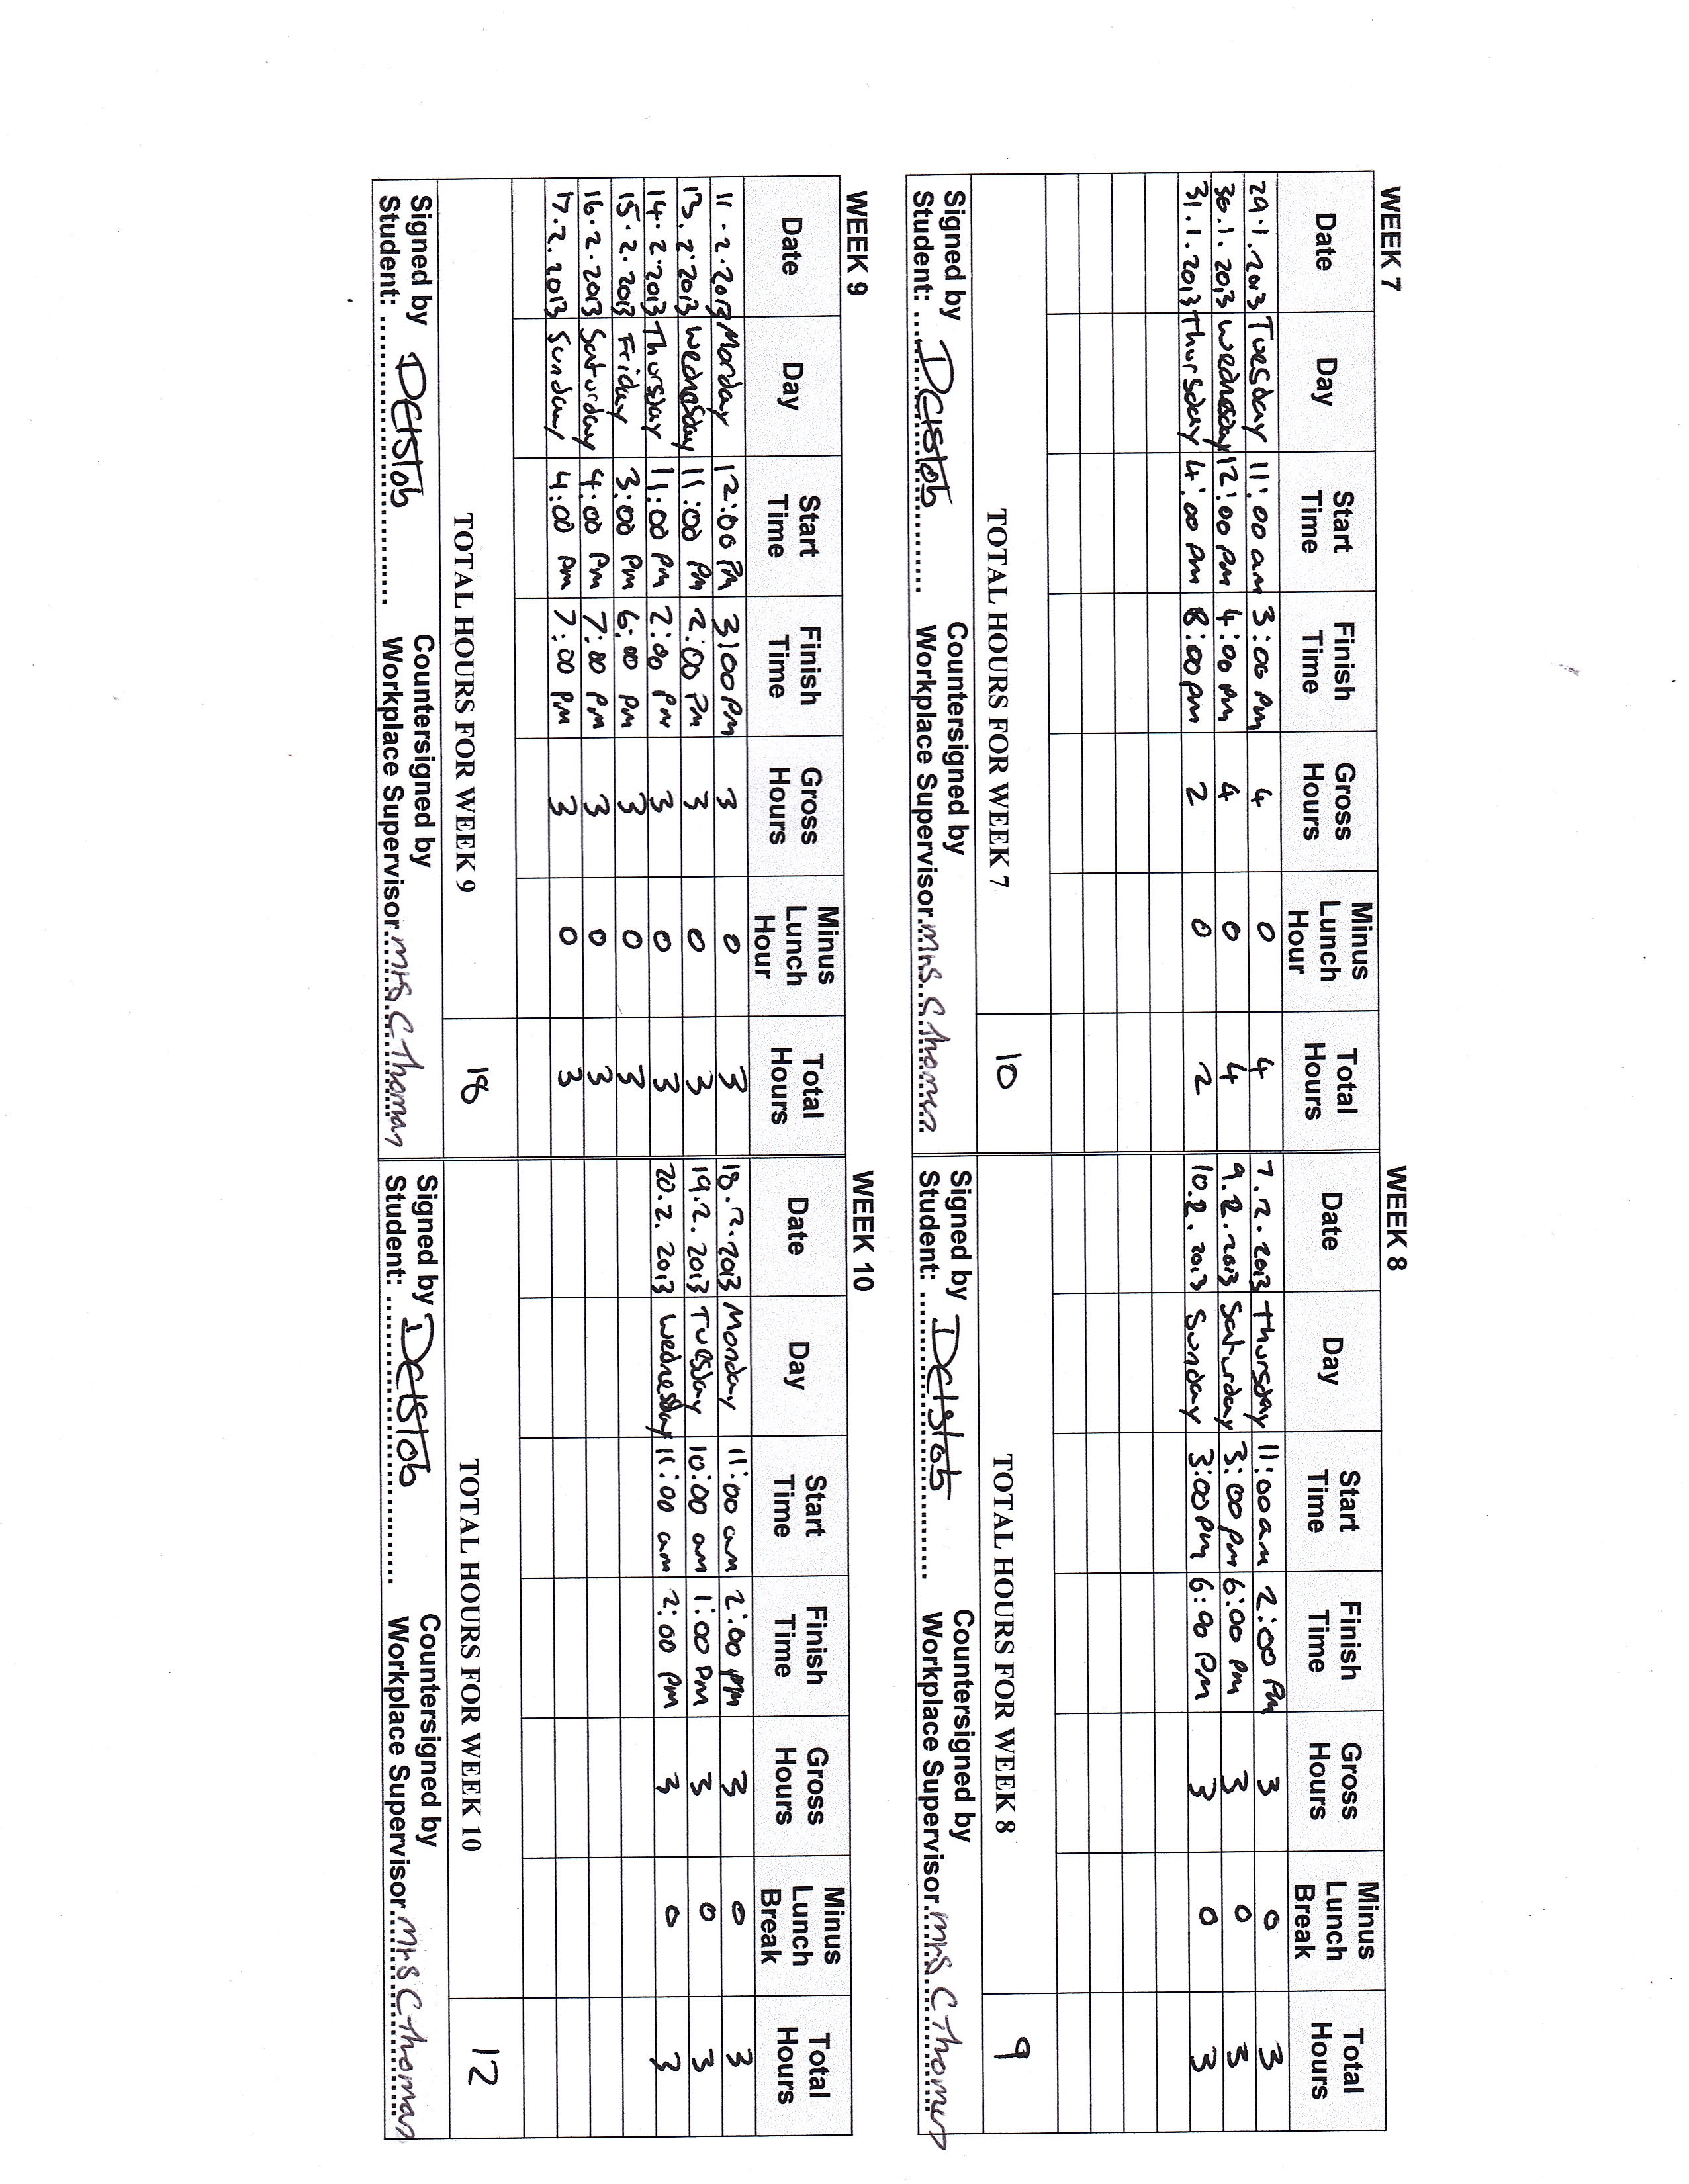 WEEK 7
Date Day Start Time Finish Time Gross Hours Minus Lunch Hour Total Hours
29.1.2013 Tuesday 11:00 am 3:00 pm 4 0 4
30.1.2013 Wednesday 12:00 pm 4:00 pm 4 0 4
31.1.2013 Thursday 4:00 pm 8:00 pm 2 0 2
TOTAL HOURS FOR WEEK 7 10
Signed by Countersigned by
Student: Workplace Supervisor Mrs C Thomas
WEEK 8
Date Day Start Time Finish Time Gross Hours Minus Lunch Break Total Hours
7.2.2013 Thursday 11:00 am 2:00 Pm 3 0 3
9.2.2013 Saturday 3:00 pm 6:00 Pm 3 0 3
10.2.2013 Sunday 3:00 pm 6:00 Pm 3 0 3
TOTAL HOURS FOR WEEK 8 9
Signed by Countersigned by
Student: Workplace Supervisor Mrs C Thomas
WEEK 9
Date Day Start Time Finish Time Gross Hours Minus Lunch Hour Total Hours
11.2.2013 Monday 12:00 Pm 3:00 Pm 3 0 3
13.2.2013 Wednesday 11:00 Pm 2:00 Pm 3 0 3
14.2.2013 Thursday 11:00 Pm 2:00 Pm 3 0 3
15.2.2013 Friday 3:00 Pm 6:00 Pm 3 0 3
16.2.2013 Saturday 4:00 Pm 7:00 Pm 3 0 3
17.2.2013 Sunday 4:00 Pm 7:00 Pm 3 0 3
TOTAL HOURS FOR WEEK 9 18
Signed by Countersigned by
Student: Workplace Supervisor Mrs C Thomas
WEEK 10
Date Day Start Time Finish Time Gross Hours Minus Lunch Break Total Hours
18.2.2013 Monday 11:00 am 2:00 pm 3 0 3
19.2.2013 Tuesday 10:00 am 1:00 Pm 3 0 3
20.2.2013 Wednesday 11:00 am 2:00 Pm 3 0 3
TOTAL HOURS FOR WEEK 10 12
Signed by Countersigned by
Student: Workplace Supervisor Mrs C Thomas